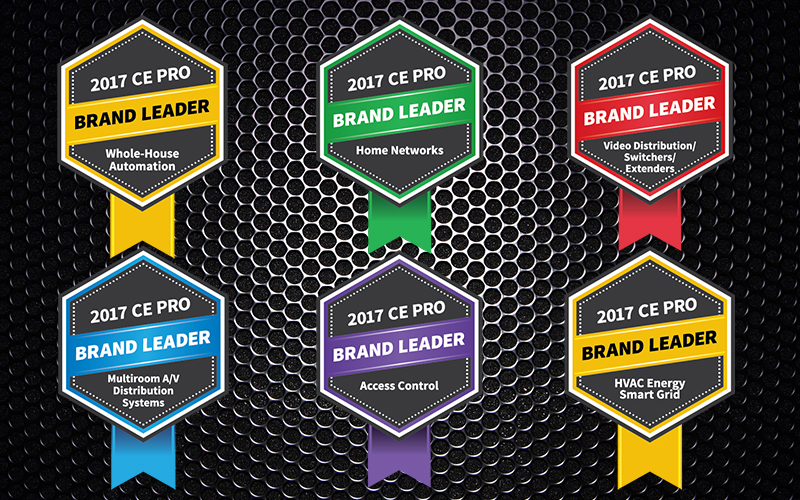 2017 CE PRO
BRAND LEADER
Whole-House
Automation
2017 CE PRO
BRAND LEADER
Home Networks
2017 CE PRO
BRAND LEADER
Video Distribution/
Switchers/
Extenders
2017 CE PRO
BRAND LEADER
Multiroom A/V
Distribution
Systems
2017 CE PRO
BRAND LEADER
Access Control
2017 CE PRO
BRAND LEADER
HVAC Energy
Smart Grid